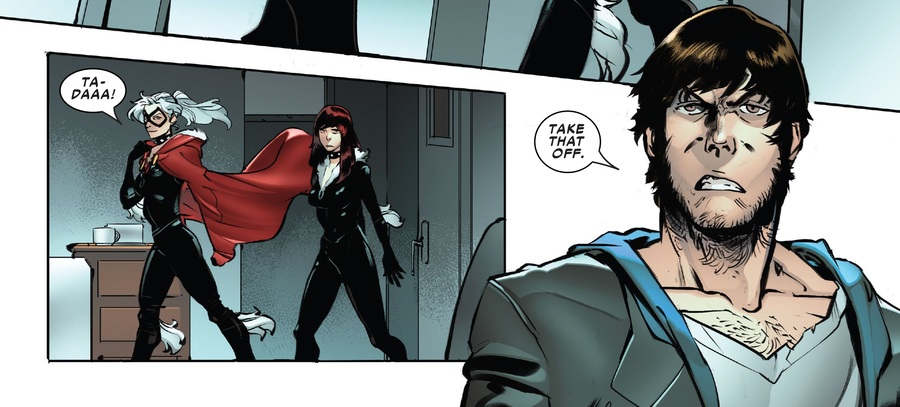 TA-
DAAA!
TAKE
THAT
OFF.